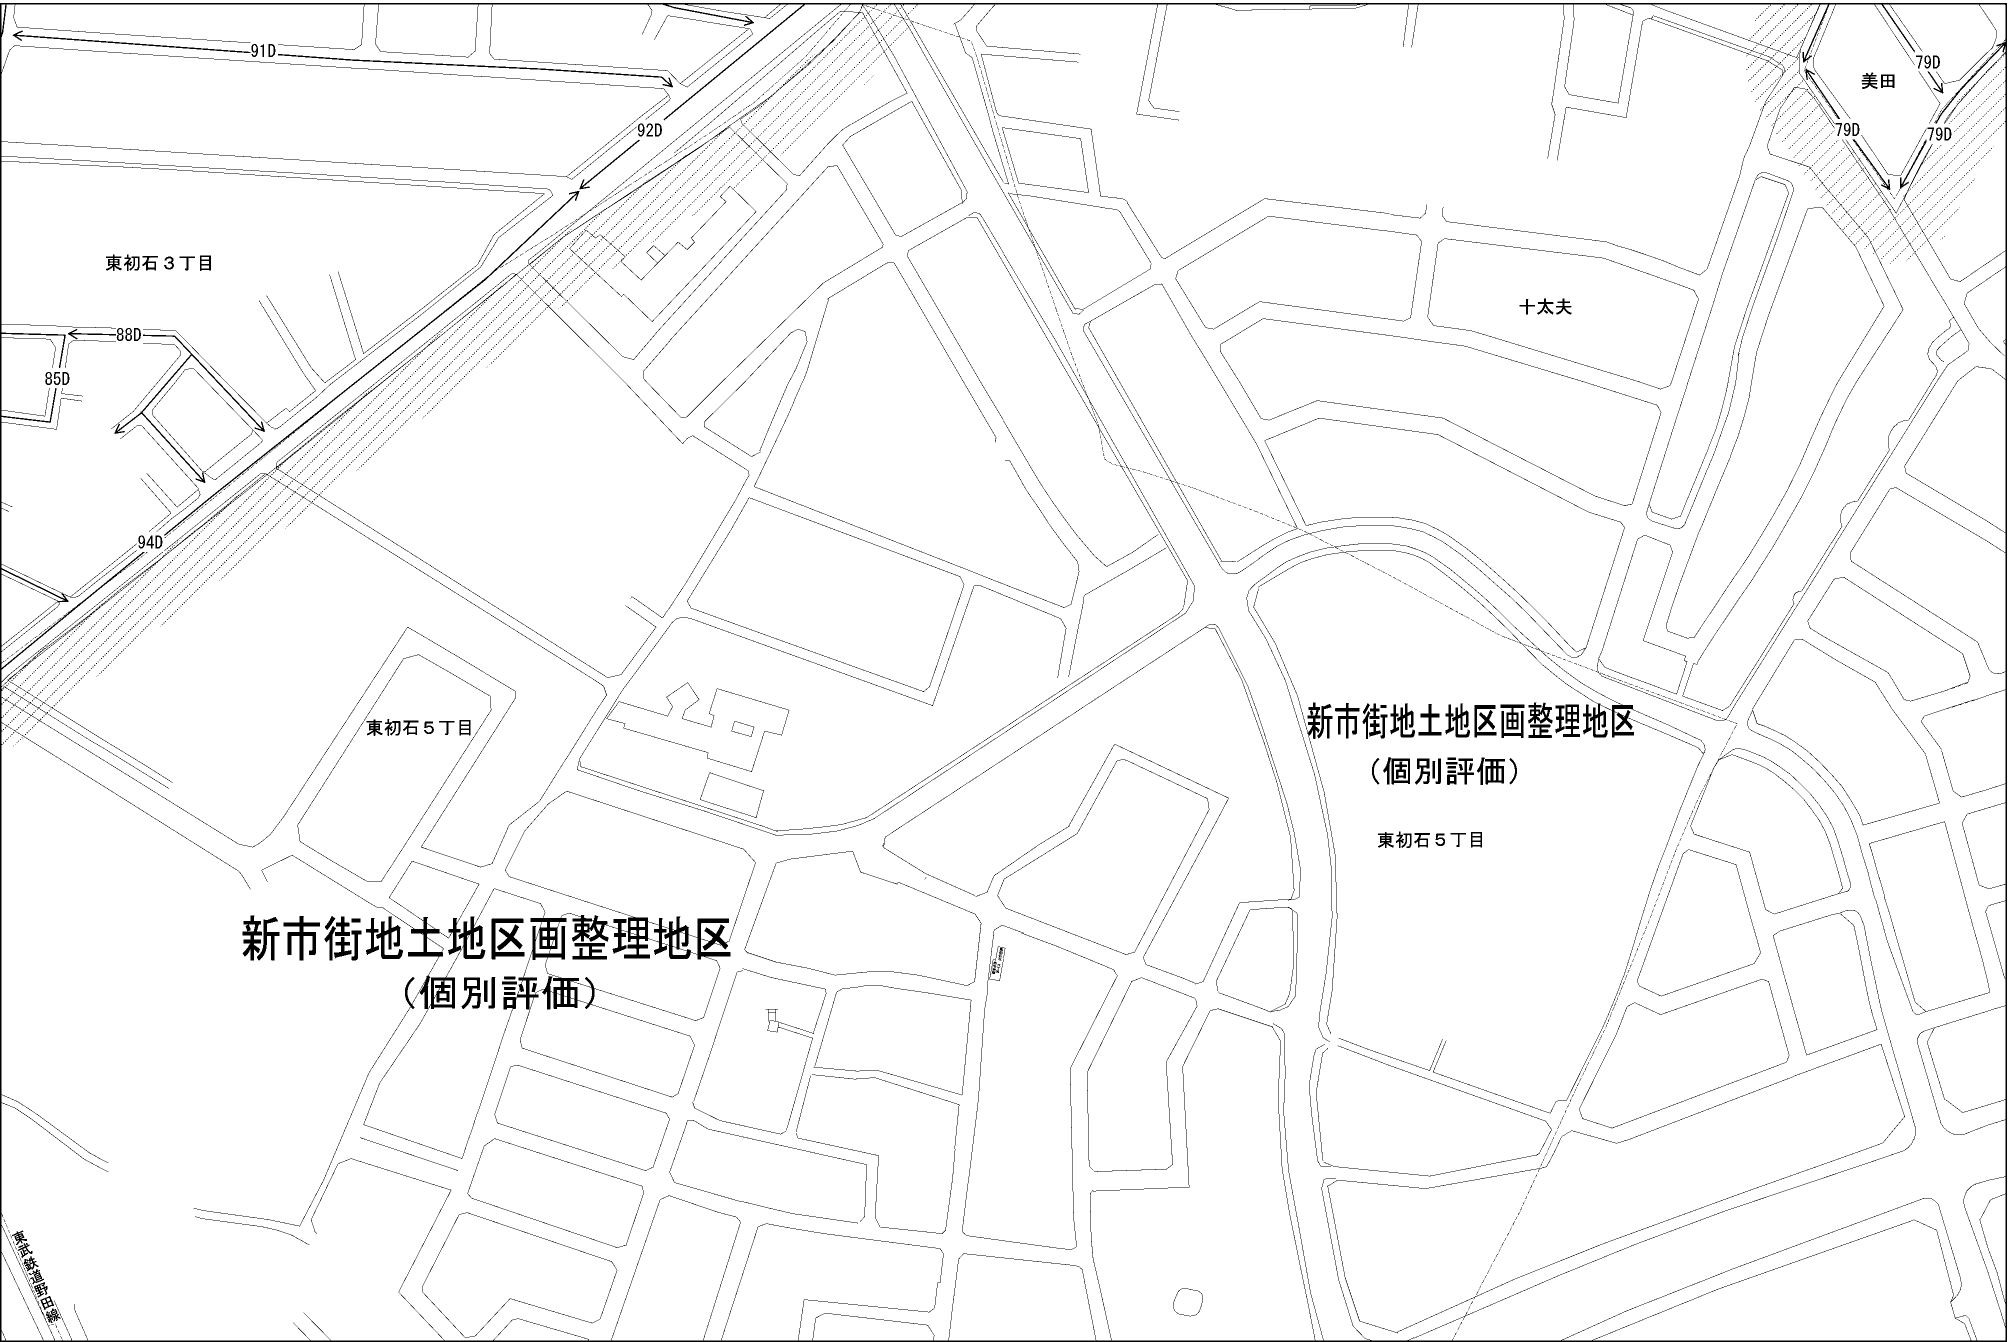 91D
79D
美田
92D
79D
79D
東初石３丁目
十太夫
88D
85D
94D
東初石５丁目
新市街地土地区画整理地区
（個別評価）
東初石５丁目
新市街地土地区画整理地区
（個別評価）
東武鉄道野田線